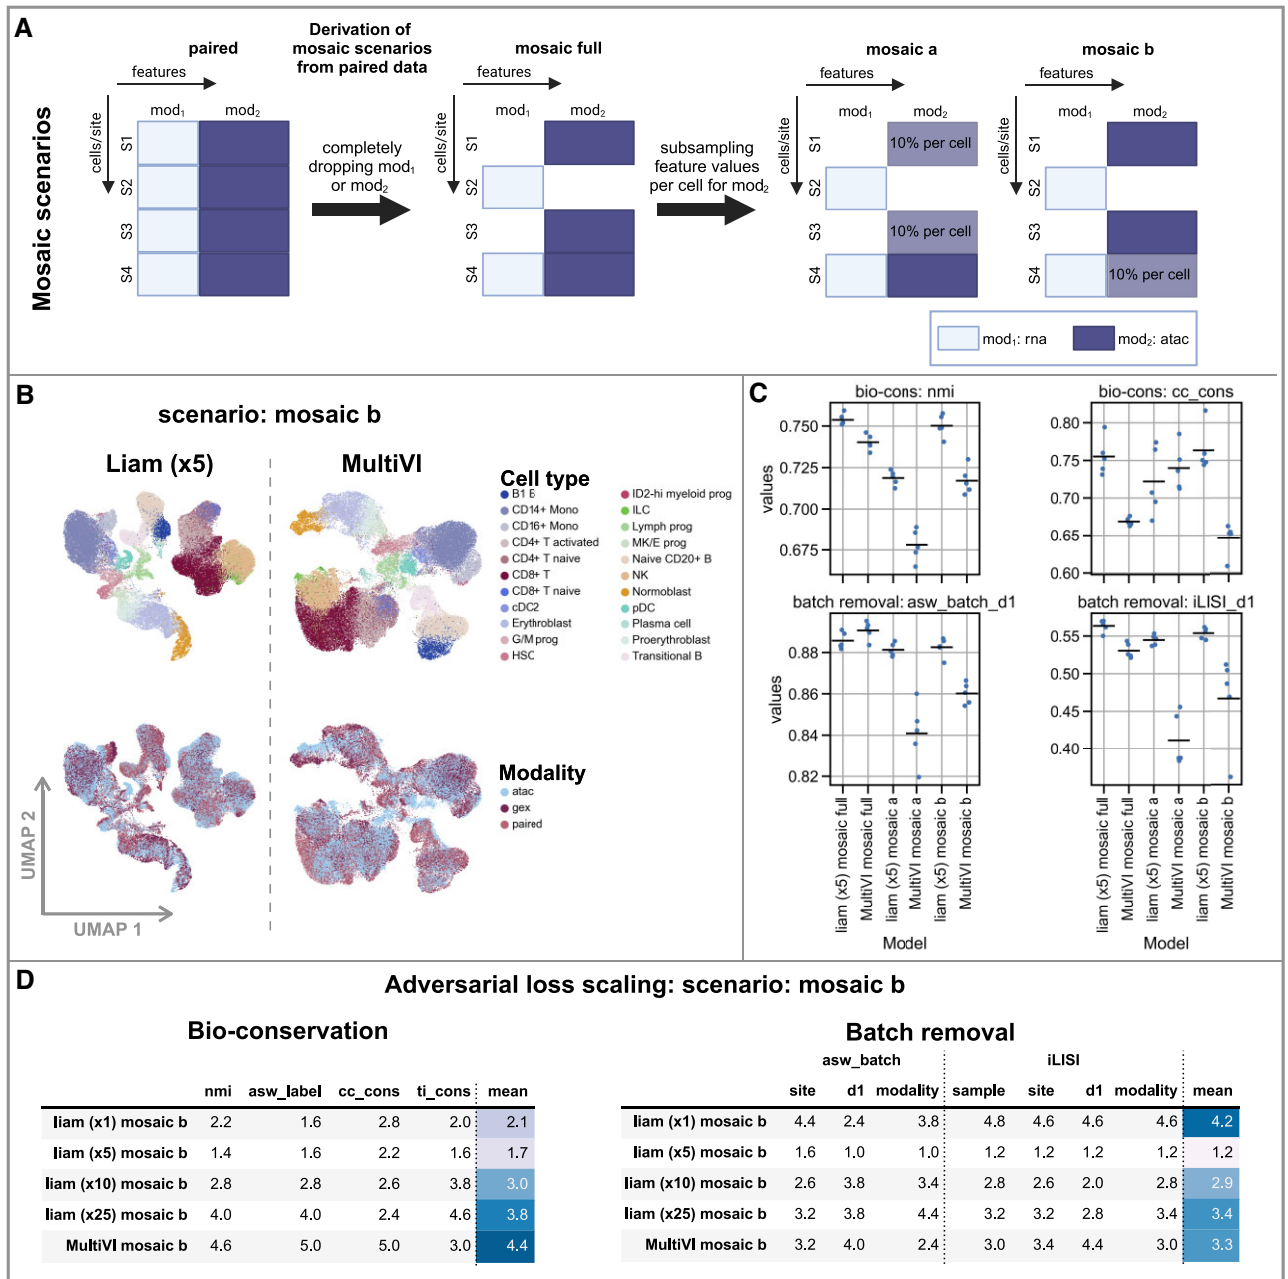 A
Mosaic scenarios
paired
features
cells/site
mod₁
mod₂
S1
S2
S3
S4
Derivation of
mosaic scenarios
from paired data
completely
dropping mod₁
or mod₂
mosaic full
features
cells/site
mod₁
mod₂
S1
S2
S3
S4
subsampling
feature values
per cell for mod₂
mosaic a
features
cells/site
mod₁
mod₂
S1
S2
S3
S4
10% per cell
10% per cell
mosaic b
features
cells/site
mod₁
mod₂
S1
S2
S3
S4
10% per cell
mod₁: rna
mod₂: atac
B
scenario: mosaic b
Liam (x5)
MultiVI
Cell type
B1 B
CD14+ Mono
CD16+ Mono
CD4+ T activated
CD4+ T naive
CD8+ T
CD8+ T naive
cDC2
Erythroblast
G/M prog
HSC
ID2-hi myeloid prog
ILC
Lymph prog
MK/E prog
Naive CD20+ B
NK
Normoblast
pDC
Plasma cell
Proerythroblast
Transitional B
Modality
atac
gex
paired
UMAP 2
UMAP 1
C
bio-cons: nmi
values
0.750
0.725
0.700
0.675
bio-cons: cc_cons
0.80
0.75
0.70
0.65
0.60
batch removal: asw_batch_d1
values
0.88
0.86
0.84
0.82
liam (x5) mosaic full
MultiVI mosaic full
liam (x5) mosaic a
MultiVI mosaic a
liam (x5) mosaic b
MultiVI mosaic b
Model
batch removal: iLISI_d1
0.55
0.50
0.45
0.40
liam (x5) mosaic full
MultiVI mosaic full
liam (x5) mosaic a
MultiVI mosaic a
liam (x5) mosaic b
MultiVI mosaic b
Model
D
Adversarial loss scaling: scenario: mosaic b
Bio-conservation
nmi asw_label cc_cons ti_cons mean
liam (x1) mosaic b 2.2 1.6 2.8 2.0 2.1
liam (x5) mosaic b 1.4 1.6 2.2 1.6 1.7
liam (x10) mosaic b 2.8 2.8 2.6 3.8 3.0
liam (x25) mosaic b 4.0 4.0 2.4 4.6 3.8
MultiVI mosaic b 4.6 5.0 5.0 3.0 4.4
Batch removal
asw_batch iLISI
site d1 modality sample site d1 modality mean
liam (x1) mosaic b 4.4 2.4 3.8 4.8 4.6 4.6 4.6 4.2
liam (x5) mosaic b 1.6 1.0 1.0 1.2 1.2 1.2 1.2 1.2
liam (x10) mosaic b 2.6 3.8 3.4 2.8 2.6 2.0 2.8 2.9
liam (x25) mosaic b 3.2 3.8 4.4 3.2 3.2 2.8 3.4 3.4
MultiVI mosaic b 3.2 4.0 2.4 3.0 3.4 4.4 3.0 3.3